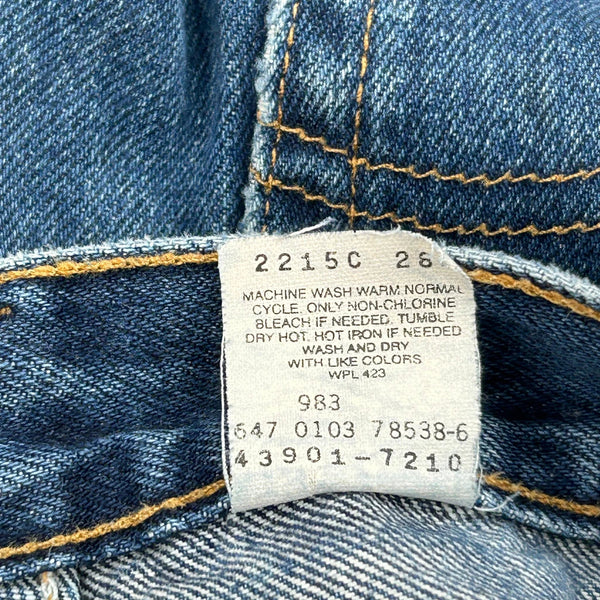 2215C 28
MACHINE WASH WARM NORMAL
CYCLE. ONLY NON-CHLORINE
BLEACH IF NEEDED. TUMBLE
DRY HOT. HOT IRON IF NEEDED
WASH AND DRY
WITH LIKE COLORS
WPL 423
983
647 0103 78538-6
43901-7210